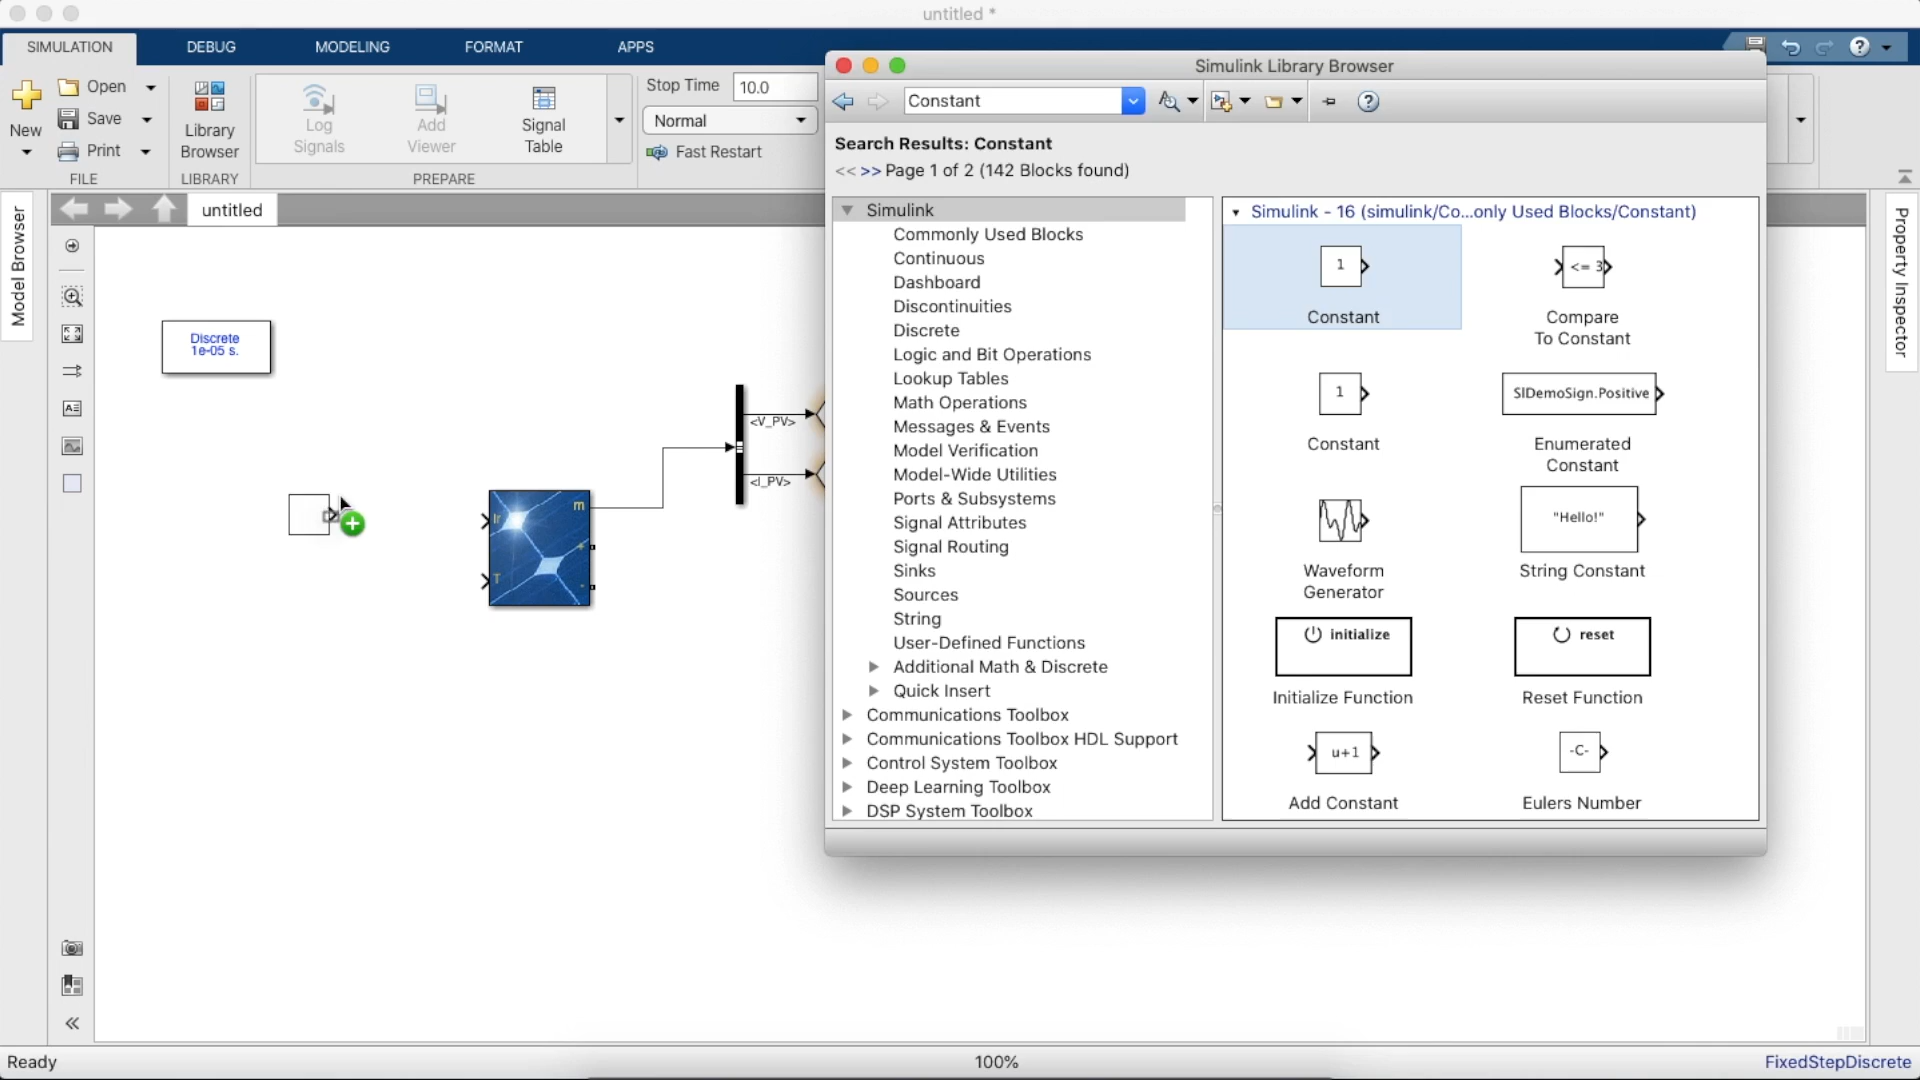 untitled *
SIMULATION
DEBUG
MODELING
FORMAT
APPS
New
Open
Save
Print
FILE
Library
Browser
LIBRARY
Log
Signals
Add
Viewer
Signal
Table
PREPARE
Stop Time
10.0
Normal
Fast Restart
Model Browser
untitled
Discrete
1e-05 s.
Ir
T
m
+
-
<V_PV>
<I_PV>
Simulink Library Browser
Constant
Search Results: Constant
<< >> Page 1 of 2 (142 Blocks found)
Simulink
Commonly Used Blocks
Continuous
Dashboard
Discontinuities
Discrete
Logic and Bit Operations
Lookup Tables
Math Operations
Messages & Events
Model Verification
Model-Wide Utilities
Ports & Subsystems
Signal Attributes
Signal Routing
Sinks
Sources
String
User-Defined Functions
Additional Math & Discrete
Quick Insert
Communications Toolbox
Communications Toolbox HDL Support
Control System Toolbox
Deep Learning Toolbox
DSP System Toolbox
Simulink - 16 (simulink/Co...only Used Blocks/Constant)
1
Constant
<= 3
Compare
To Constant
1
Constant
SlDemoSign.Positive
Enumerated
Constant
Waveform
Generator
"Hello!"
String Constant
initialize
Initialize Function
reset
Reset Function
u+1
Add Constant
-C-
Eulers Number
Property Inspector
Ready
100%
FixedStepDiscrete